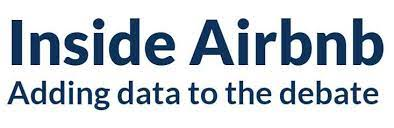 Inside Airbnb
Adding data to the debate